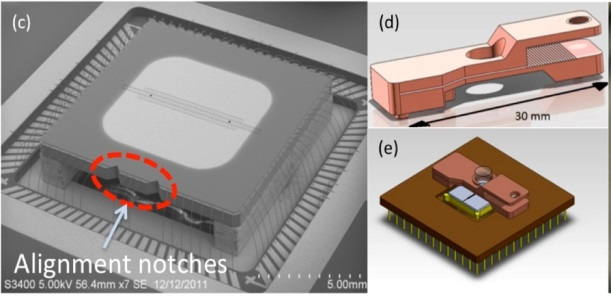 (c)
Alignment notches
S3400 5.00kV 56.4mm x7 SE 12/12/2011
5.00mm
(d)
30 mm
(e)